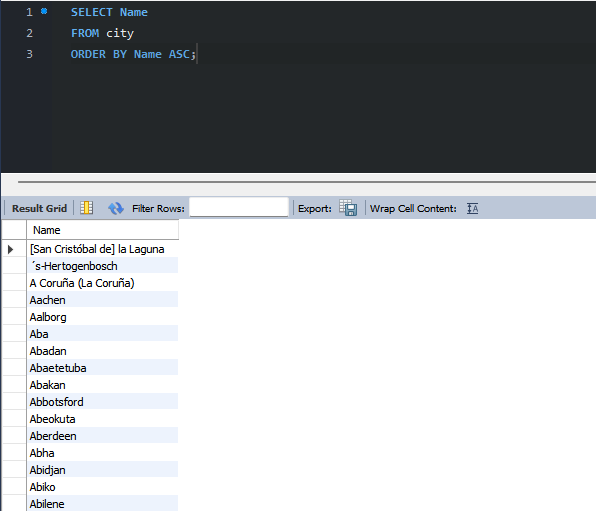 1 SELECT Name
2 FROM city
3 ORDER BY Name ASC;
Result Grid Filter Rows: Export: Wrap Cell Content:
Name
[San Cristóbal de] la Laguna
´s-Hertogenbosch
A Coruña (La Coruña)
Aachen
Aalborg
Aba
Abadan
Abaetetuba
Abakan
Abbotsford
Abeokuta
Aberdeen
Abha
Abidjan
Abiko
Abilene